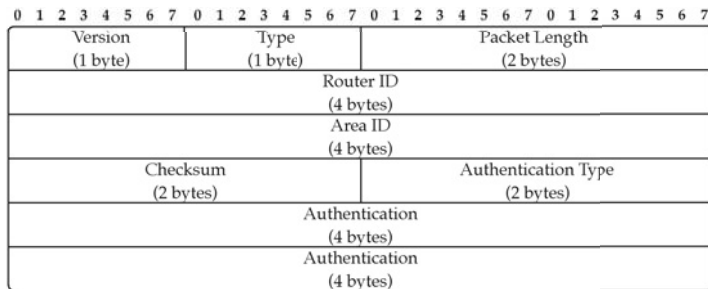 0 1 2 3 4 5 6 7 0 1 2 3 4 5 6 7 0 1 2 3 4 5 6 7 0 1 2 3 4 5 6 7
Version Type Packet Length
(1 byte) (1 byte) (2 bytes)
Router ID
(4 bytes)
Area ID
(4 bytes)
Checksum Authentication Type
(2 bytes) (2 bytes)
Authentication
(4 bytes)
Authentication
(4 bytes)